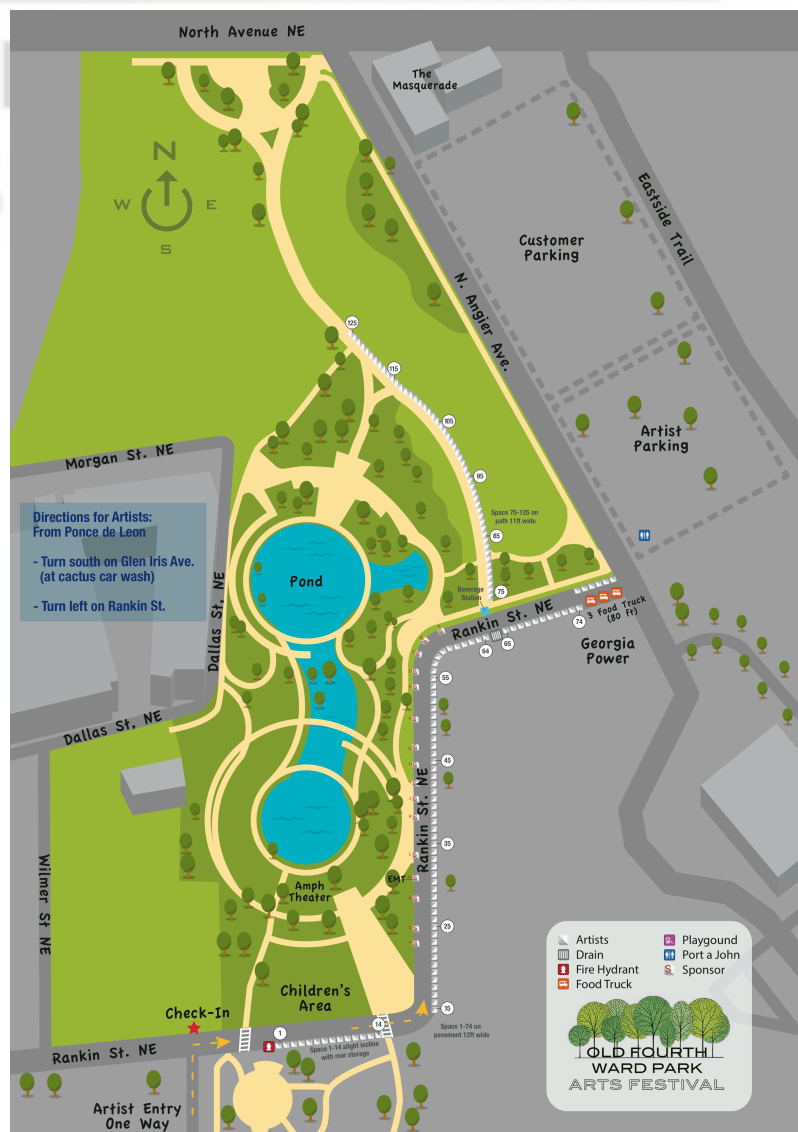 North Avenue NE
The
Masquerade
N
W
E
S
Eastside Trail
Customer
Parking
N. Angier Ave.
125
115
105
95
85
75
Artist
Parking
Morgan St. NE
Directions for Artists:
From Ponce de Leon
- Turn south on Glen Iris Ave.
(at cactus car wash)
- Turn left on Rankin St.
Space 75-125 on
path 11ft wide
Pond
Dallas St. NE
Beverage
Station
Rankin St. NE
3 Food Truck
(80 ft)
74
65
64
Georgia
Power
55
Dallas St. NE
45
Rankin St. NE
35
Wilmer St NE
EMT
Amph
Theater
25
Children's
Area
15
Check-In
14
1
Space 1-74 on
pavement 12ft wide
Space 1-14 slight incline
with rear storage
Rankin St. NE
Artist Entry
One Way
Artists
Drain
Fire Hydrant
Food Truck
Playgound
Port a John
S Sponsor
OLD FOURTH
WARD PARK
ARTS FESTIVAL